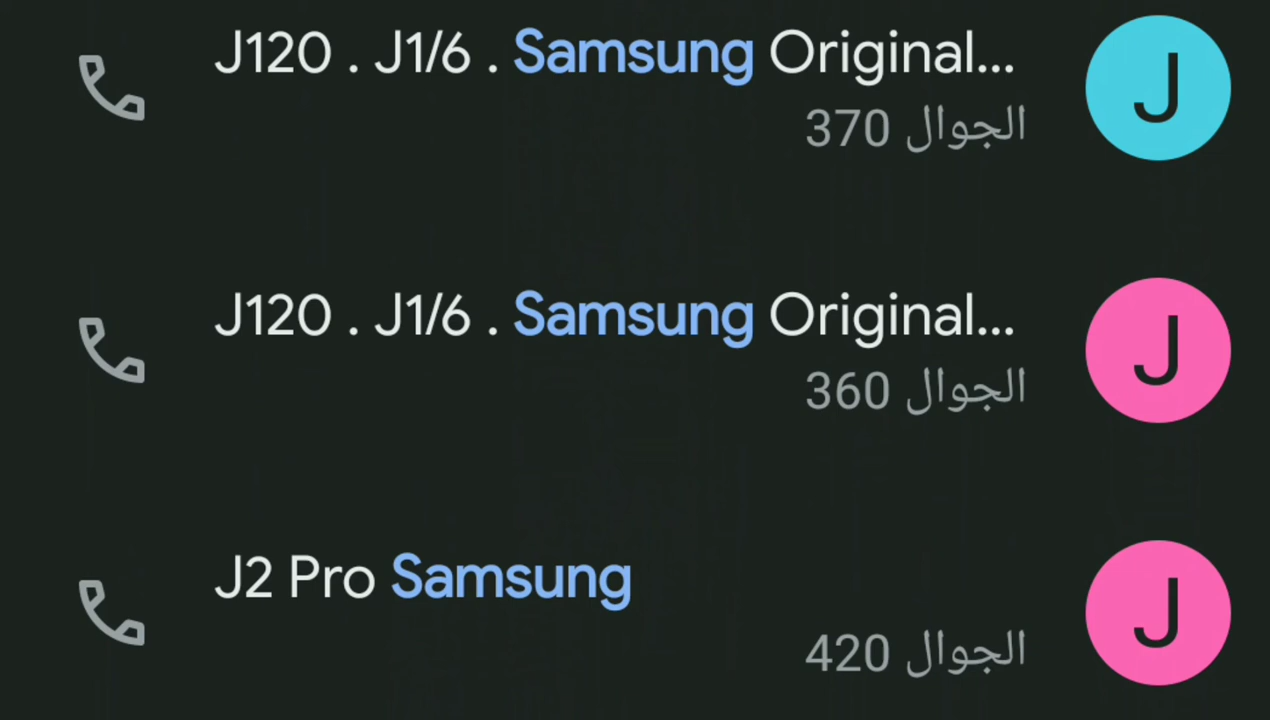 J120 . J1/6 . Samsung Original...
الجوال 370
J
J120 . J1/6 . Samsung Original...
الجوال 360
J
J2 Pro Samsung
الجوال 420
J